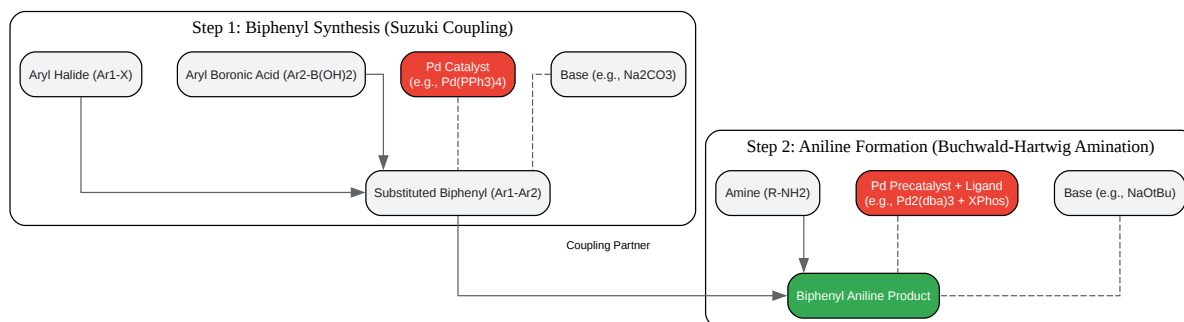 Step 1: Biphenyl Synthesis (Suzuki Coupling)
Aryl Halide (Ar1-X)
Aryl Boronic Acid (Ar2-B(OH)2)
Pd Catalyst
(e.g., Pd(PPh3)4)
Base (e.g., Na2CO3)
Substituted Biphenyl (Ar1-Ar2)
Coupling Partner
Step 2: Aniline Formation (Buchwald-Hartwig Amination)
Amine (R-NH2)
Pd Precatalyst + Ligand
(e.g., Pd2(dba)3 + XPhos)
Base (e.g., NaOtBu)
Biphenyl Aniline Product